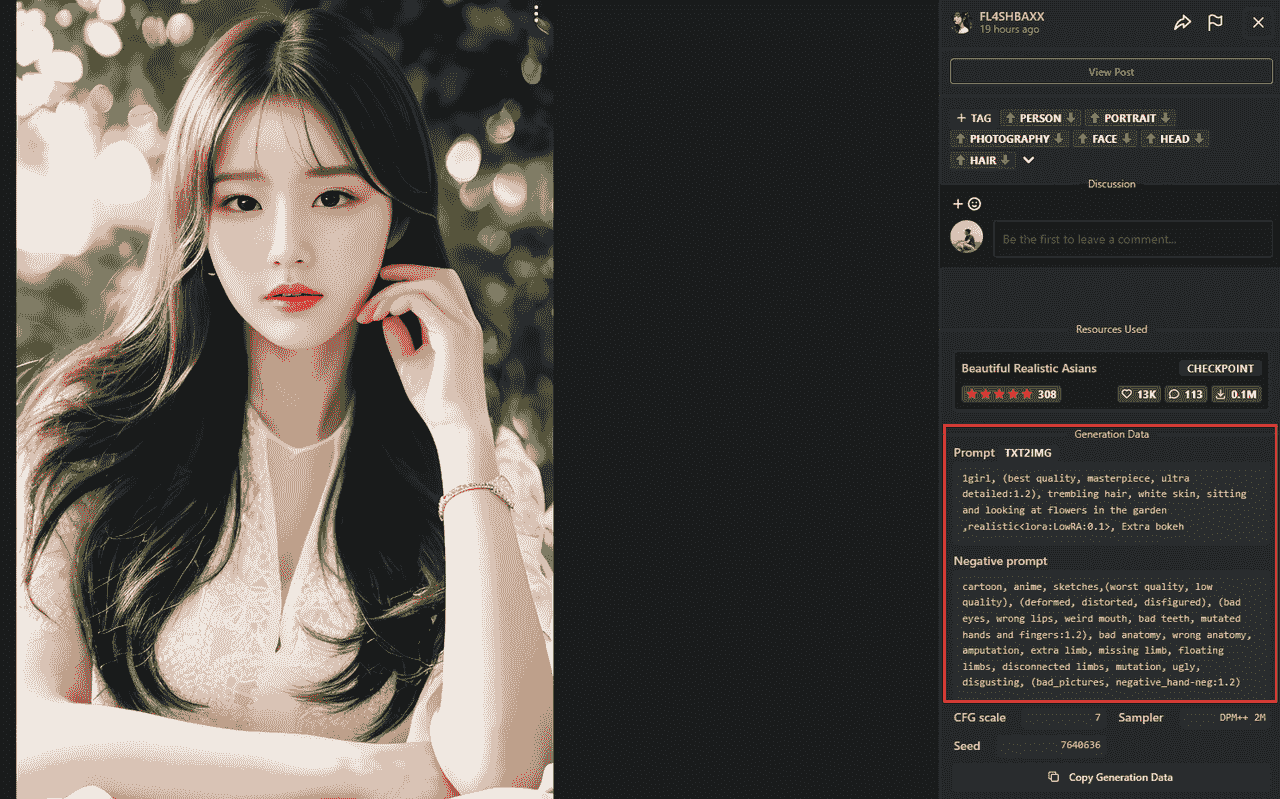 FL4SHBAXX
19 hours ago
View Post
+ TAG PERSON PORTRAIT
PHOTOGRAPHY FACE HEAD
HAIR
Discussion
Be the first to leave a comment...
Resources Used
Beautiful Realistic Asians CHECKPOINT
308 13K 113 0.1M
Generation Data
Prompt TXT2IMG
1girl, (best quality, masterpiece, ultra
detailed:1.2), trembling hair, white skin, sitting
and looking at flowers in the garden
,realistic<lora:LowRA:0.1>, Extra bokeh
Negative prompt
cartoon, anime, sketches,(worst quality, low
quality), (deformed, distorted, disfigured), (bad
eyes, wrong lips, weird mouth, bad teeth, mutated
hands and fingers:1.2), bad anatomy, wrong anatomy,
amputation, extra limb, missing limb, floating
limbs, disconnected limbs, mutation, ugly,
disgusting, (bad_pictures, negative_hand-neg:1.2)
CFG scale 7 Sampler DPM++ 2M
Seed 7640636
Copy Generation Data